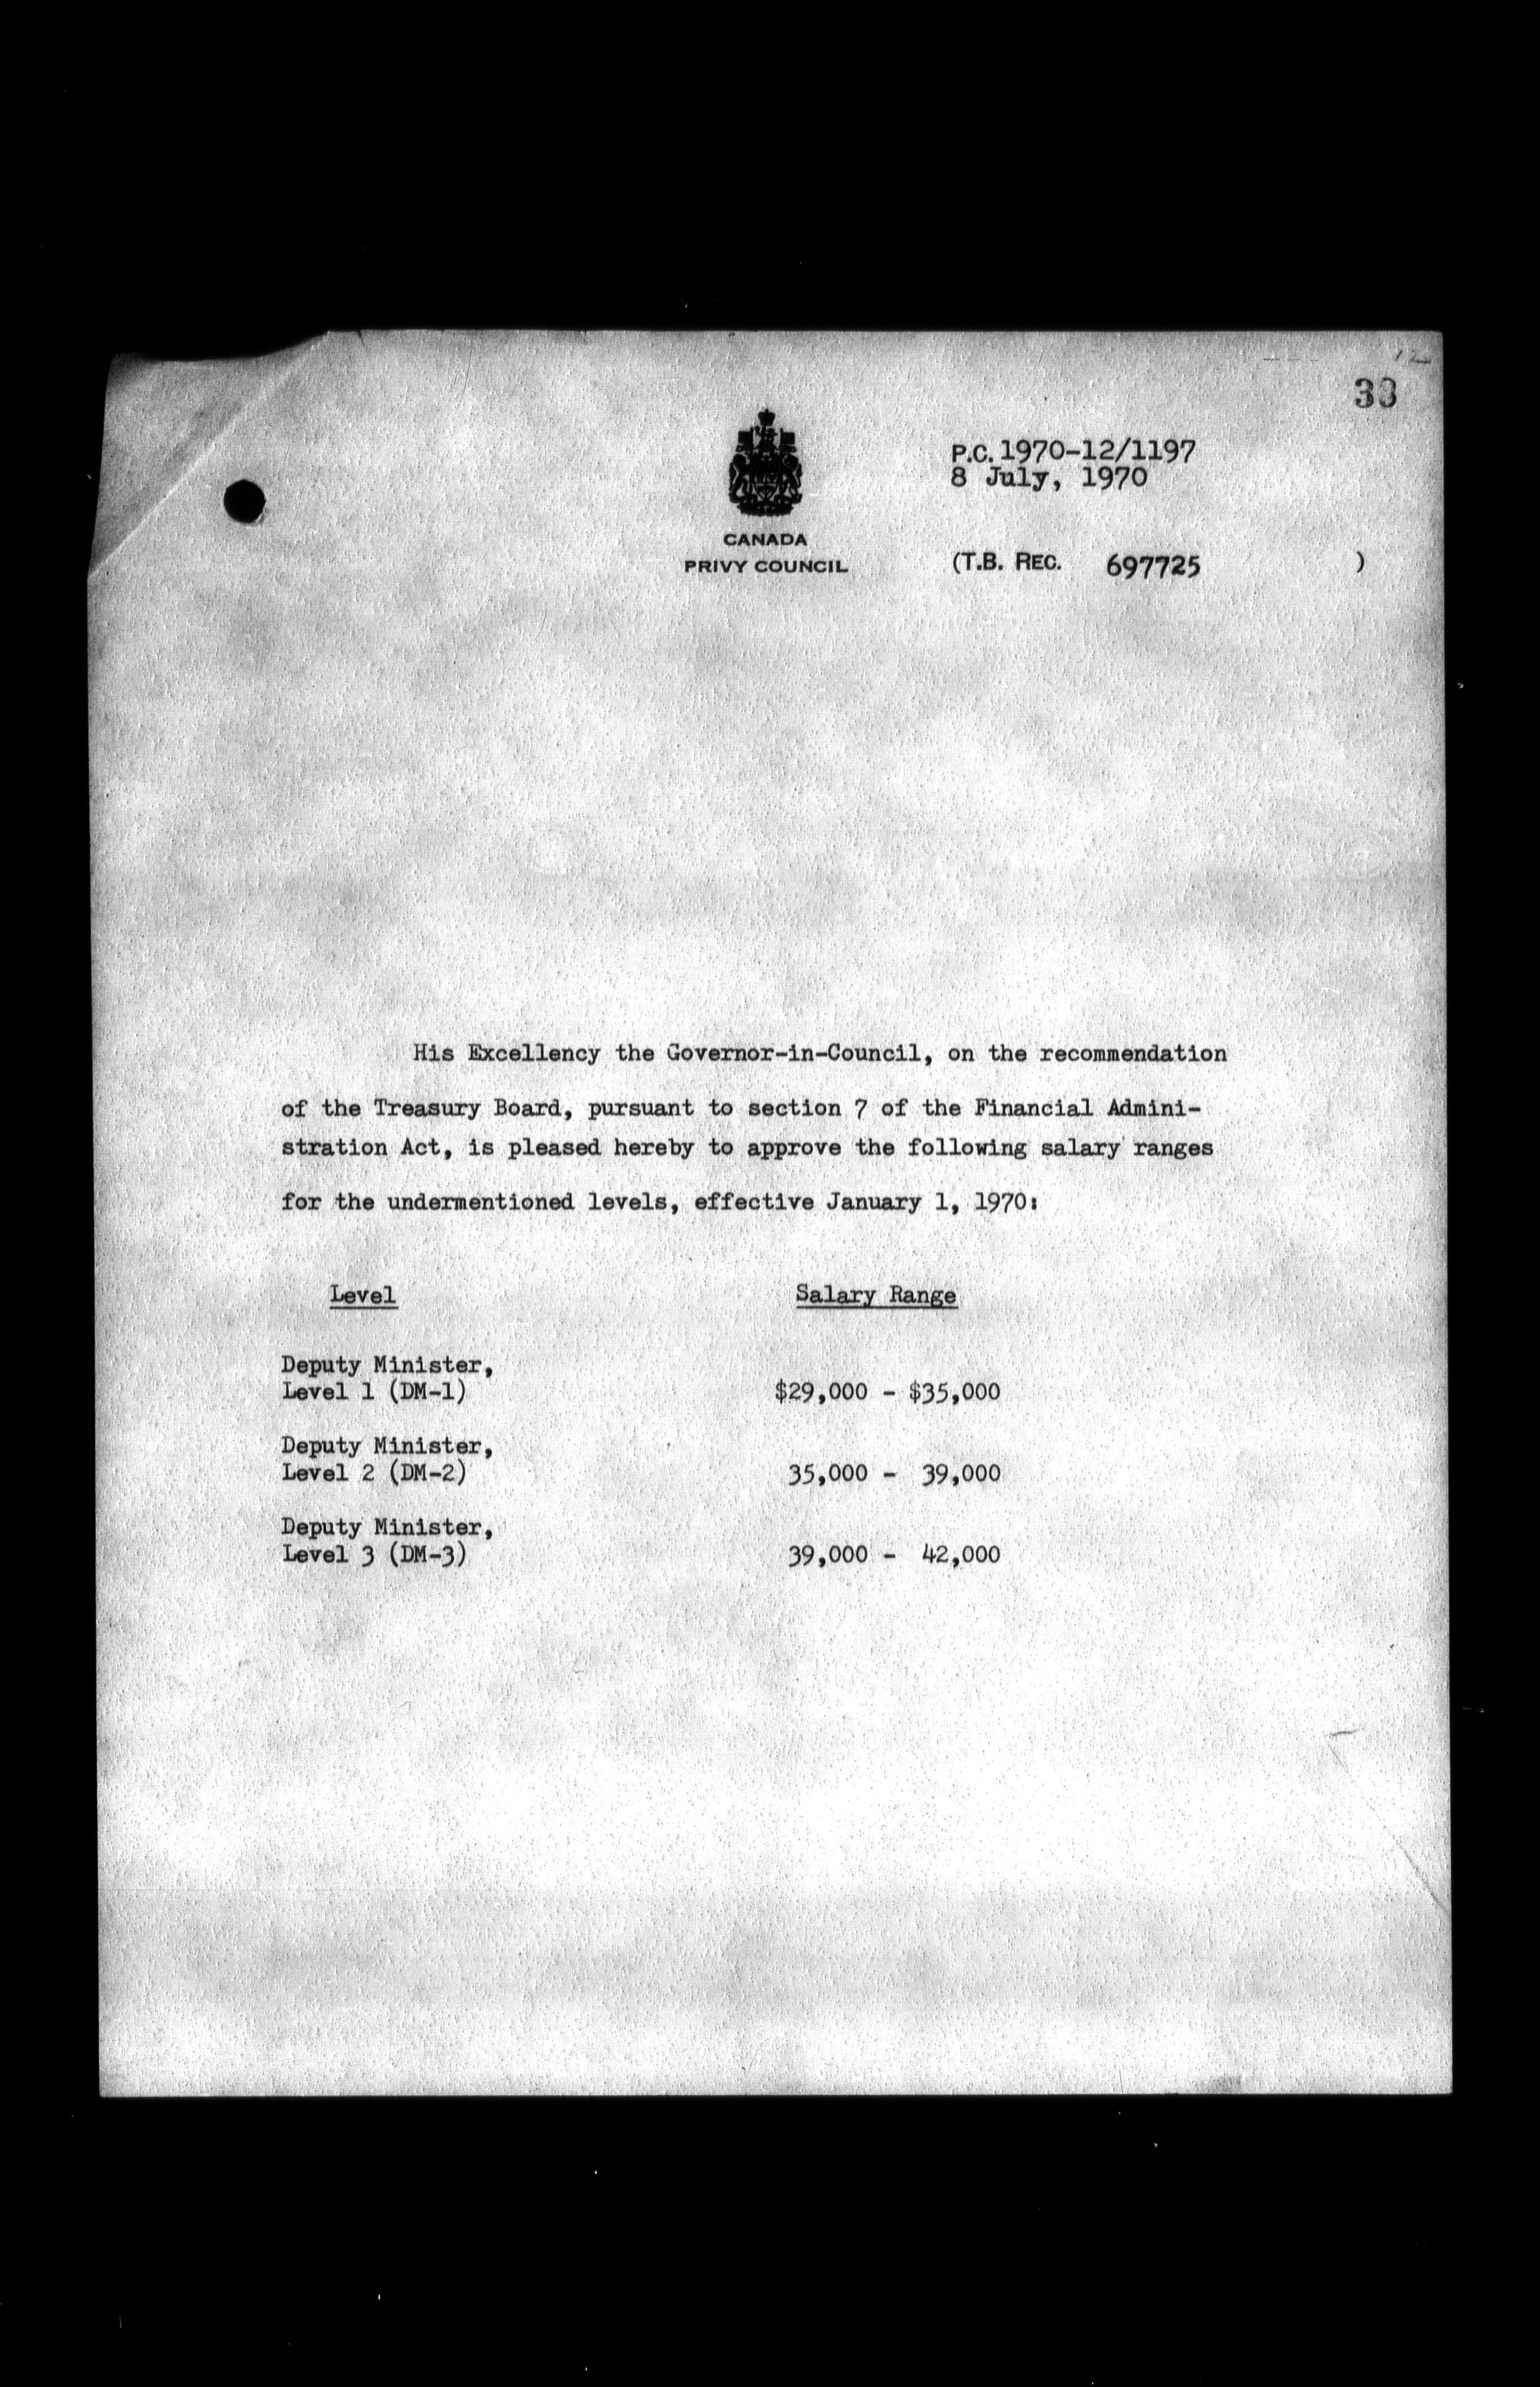 12
33
P.C. 1970-12/1197
8 July, 1970
CANADA
PRIVY COUNCIL
(T.B. REC. 697725 )
His Excellency the Governor-in-Council, on the recommendation
of the Treasury Board, pursuant to section 7 of the Financial Admini-
stration Act, is pleased hereby to approve the following salary ranges
for the undermentioned levels, effective January 1, 1970:
Level Salary Range
Deputy Minister,
Level 1 (DM-1) $29,000 - $35,000
Deputy Minister,
Level 2 (DM-2) 35,000 - 39,000
Deputy Minister,
Level 3 (DM-3) 39,000 - 42,000